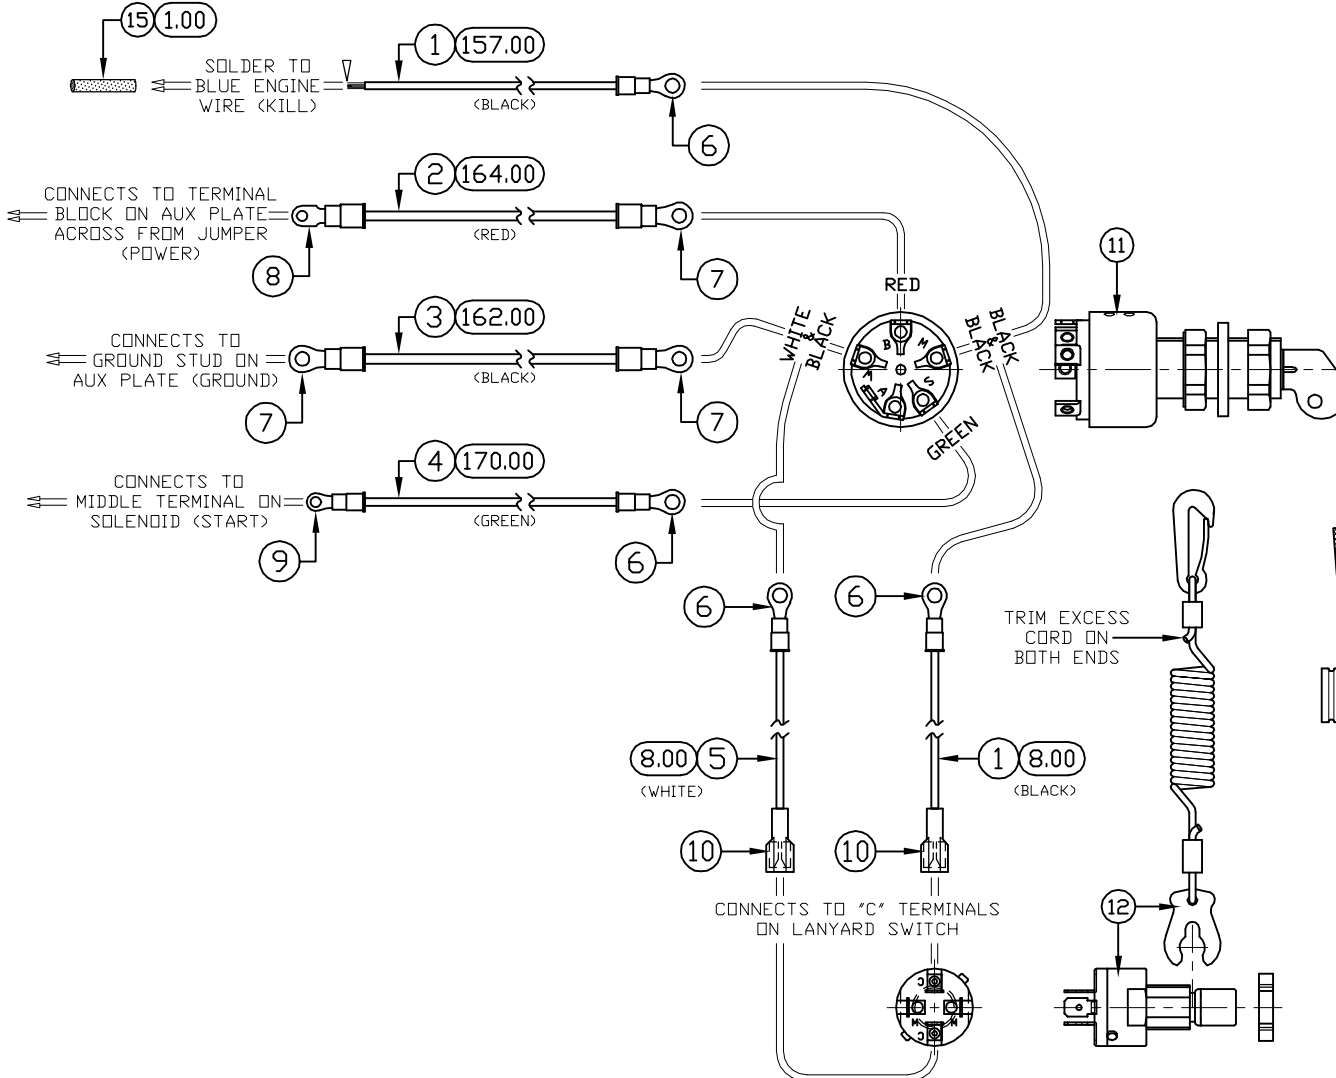 15 1.00
1 157.00
SOLDER TO
BLUE ENGINE
WIRE (KILL)
(BLACK)
6
2 164.00
CONNECTS TO TERMINAL
BLOCK ON AUX PLATE
ACROSS FROM JUMPER
(POWER)
(RED)
8
7
RED
11
3 162.00
WHITE
&
BLACK
BLACK
&
BLACK
B
M
M
S
A
CONNECTS TO
GROUND STUD ON
AUX PLATE (GROUND)
(BLACK)
7
7
GREEN
4 170.00
CONNECTS TO
MIDDLE TERMINAL ON
SOLENOID (START)
(GREEN)
9
6
6
6
TRIM EXCESS
CORD ON
BOTH ENDS
8.00 5
(WHITE)
1 8.00
(BLACK)
10
10
CONNECTS TO "C" TERMINALS
ON LANYARD SWITCH
12
C
M
M
C